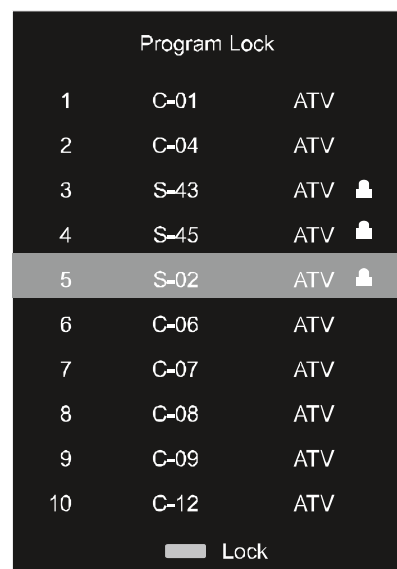 Program Lock
1 C-01 ATV
2 C-04 ATV
3 S-43 ATV
4 S-45 ATV
5 S-02 ATV
6 C-06 ATV
7 C-07 ATV
8 C-08 ATV
9 C-09 ATV
10 C-12 ATV
Lock